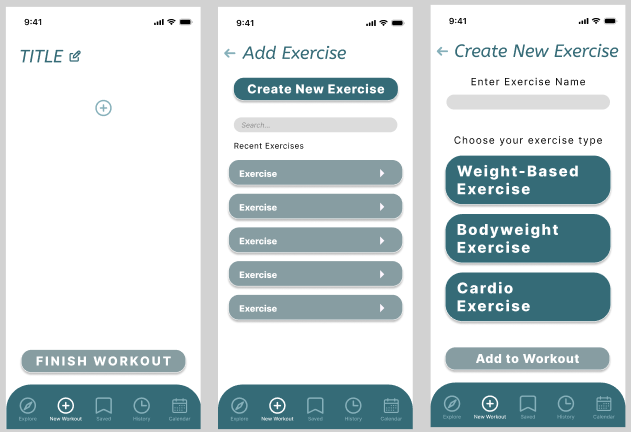 9:41
TITLE
FINISH WORKOUT
Explore
New Workout
Saved
History
Calendar
9:41
Add Exercise
Create New Exercise
Search...
Recent Exercises
Exercise
Exercise
Exercise
Exercise
Exercise
Explore
New Workout
Saved
History
Calendar
9:41
Create New Exercise
Enter Exercise Name
Choose your exercise type
Weight-Based
Exercise
Bodyweight
Exercise
Cardio
Exercise
Add to Workout
Explore
New Workout
Saved
History
Calendar